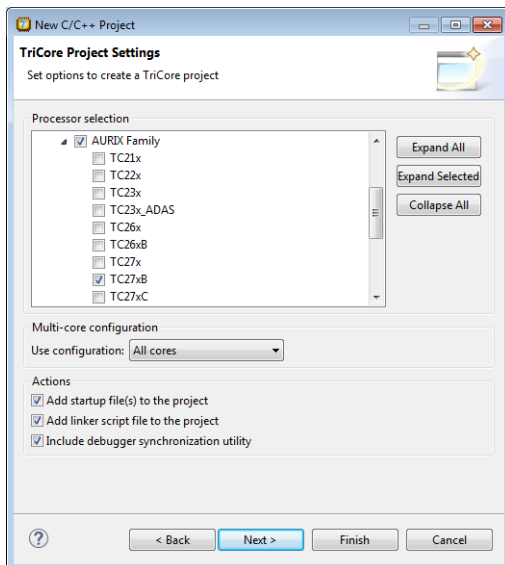 New C/C++ Project
TriCore Project Settings
Set options to create a TriCore project
Processor selection
AURIX Family
TC21x
TC22x
TC23x
TC23x_ADAS
TC26x
TC26xB
TC27x
TC27xB
TC27xC
Expand All
Expand Selected
Collapse All
Multi-core configuration
Use configuration: All cores
Actions
Add startup file(s) to the project
Add linker script file to the project
Include debugger synchronization utility
?
< Back Next > Finish Cancel